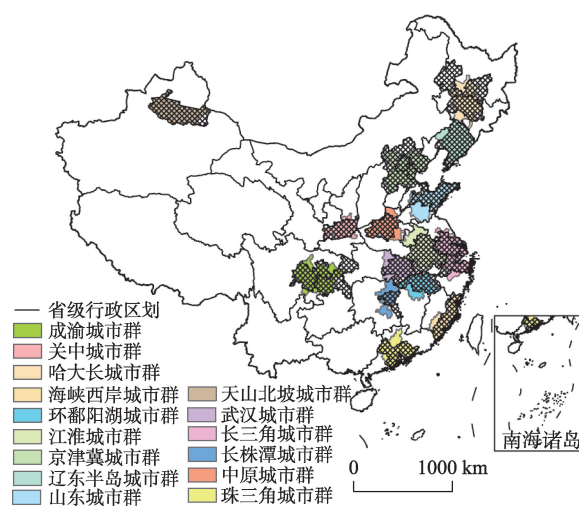 省级行政区划
成渝城市群
关中城市群
哈大长城市群
海峡西岸城市群
环鄱阳湖城市群
江淮城市群
京津冀城市群
辽东半岛城市群
山东城市群
天山北坡城市群
武汉城市群
长三角城市群
长株潭城市群
中原城市群
珠三角城市群
0 1000 km
南海诸岛